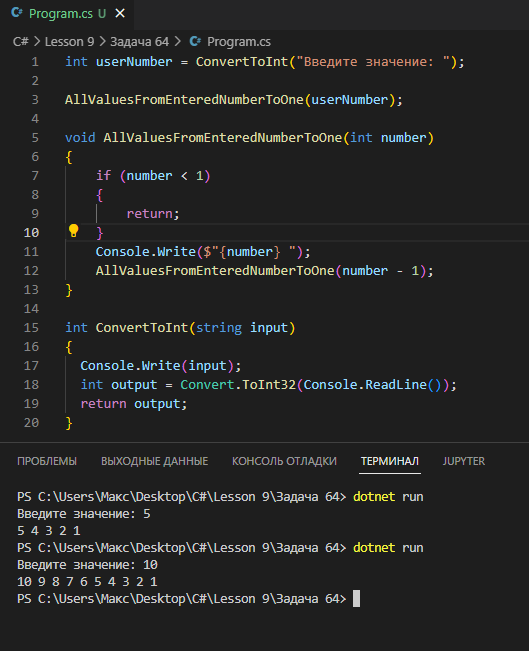 Program.cs U
C# > Lesson 9 > Задача 64 > Program.cs
1 int userNumber = ConvertToInt("Введите значение: ");
2
3 AllValuesFromEnteredNumberToOne(userNumber);
4
5 void AllValuesFromEnteredNumberToOne(int number)
6 {
7 if (number < 1)
8 {
9 return;
10 }
11 Console.Write($"{number} ");
12 AllValuesFromEnteredNumberToOne(number - 1);
13 }
14
15 int ConvertToInt(string input)
16 {
17 Console.Write(input);
18 int output = Convert.ToInt32(Console.ReadLine());
19 return output;
20 }
ПРОБЛЕМЫ ВЫХОДНЫЕ ДАННЫЕ КОНСОЛЬ ОТЛАДКИ ТЕРМИНАЛ JUPYTER
PS C:\Users\Макс\Desktop\C#\Lesson 9\Задача 64> dotnet run
Введите значение: 5
5 4 3 2 1
PS C:\Users\Макс\Desktop\C#\Lesson 9\Задача 64> dotnet run
Введите значение: 10
10 9 8 7 6 5 4 3 2 1
PS C:\Users\Макс\Desktop\C#\Lesson 9\Задача 64>